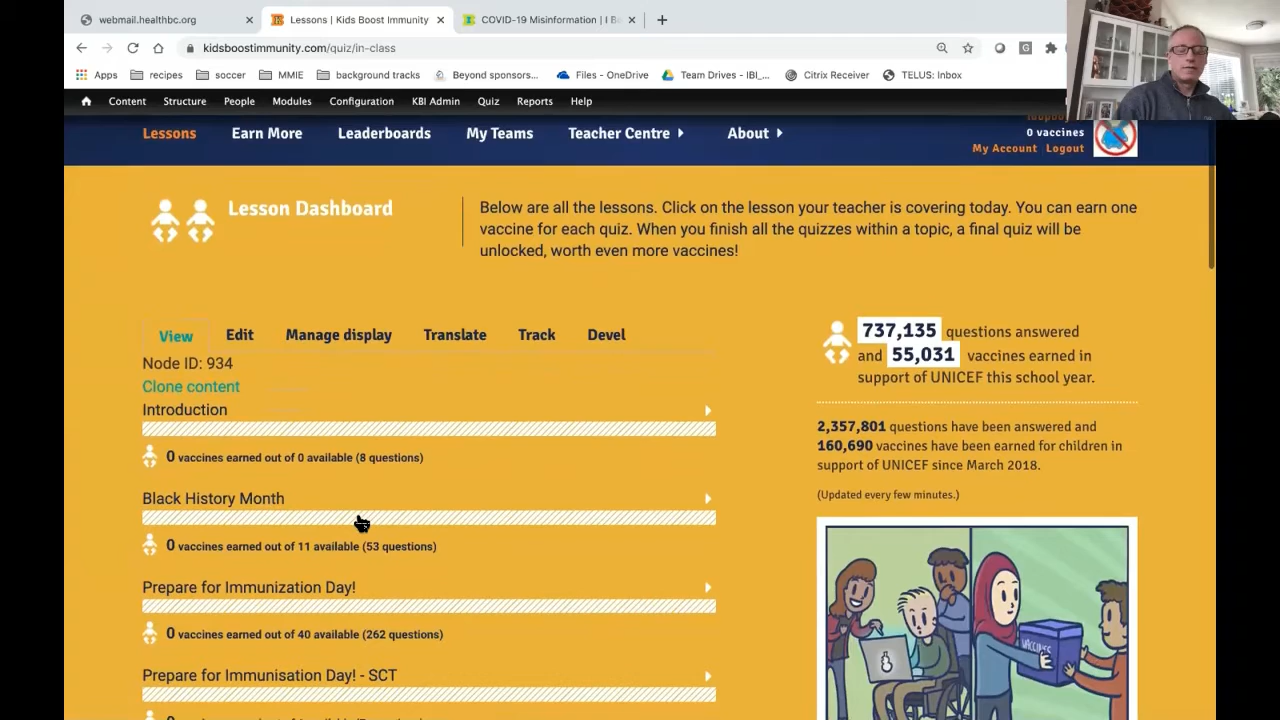 webmail.healthbc.org
Lessons | Kids Boost Immunity
COVID-19 Misinformation | I B
kidsboostimmunity.com/quiz/in-class
Apps
recipes
soccer
MMIE
background tracks
Beyond sponsors...
Files - OneDrive
Team Drives - IBI_...
Citrix Receiver
TELUS: Inbox
Content
Structure
People
Modules
Configuration
KBI Admin
Quiz
Reports
Help
Lessons
Earn More
Leaderboards
My Teams
Teacher Centre
About
0 vaccines
My Account Logout
Lesson Dashboard
Below are all the lessons. Click on the lesson your teacher is covering today. You can earn one
vaccine for each quiz. When you finish all the quizzes within a topic, a final quiz will be
unlocked, worth even more vaccines!
View
Edit
Manage display
Translate
Track
Devel
Node ID: 934
Clone content
Introduction
0 vaccines earned out of 0 available (8 questions)
Black History Month
0 vaccines earned out of 11 available (53 questions)
Prepare for Immunization Day!
0 vaccines earned out of 40 available (262 questions)
Prepare for Immunisation Day! - SCT
737,135 questions answered
and 55,031 vaccines earned in
support of UNICEF this school year.
2,357,801 questions have been answered and
160,690 vaccines have been earned for children in
support of UNICEF since March 2018.
(Updated every few minutes.)
VACCINES